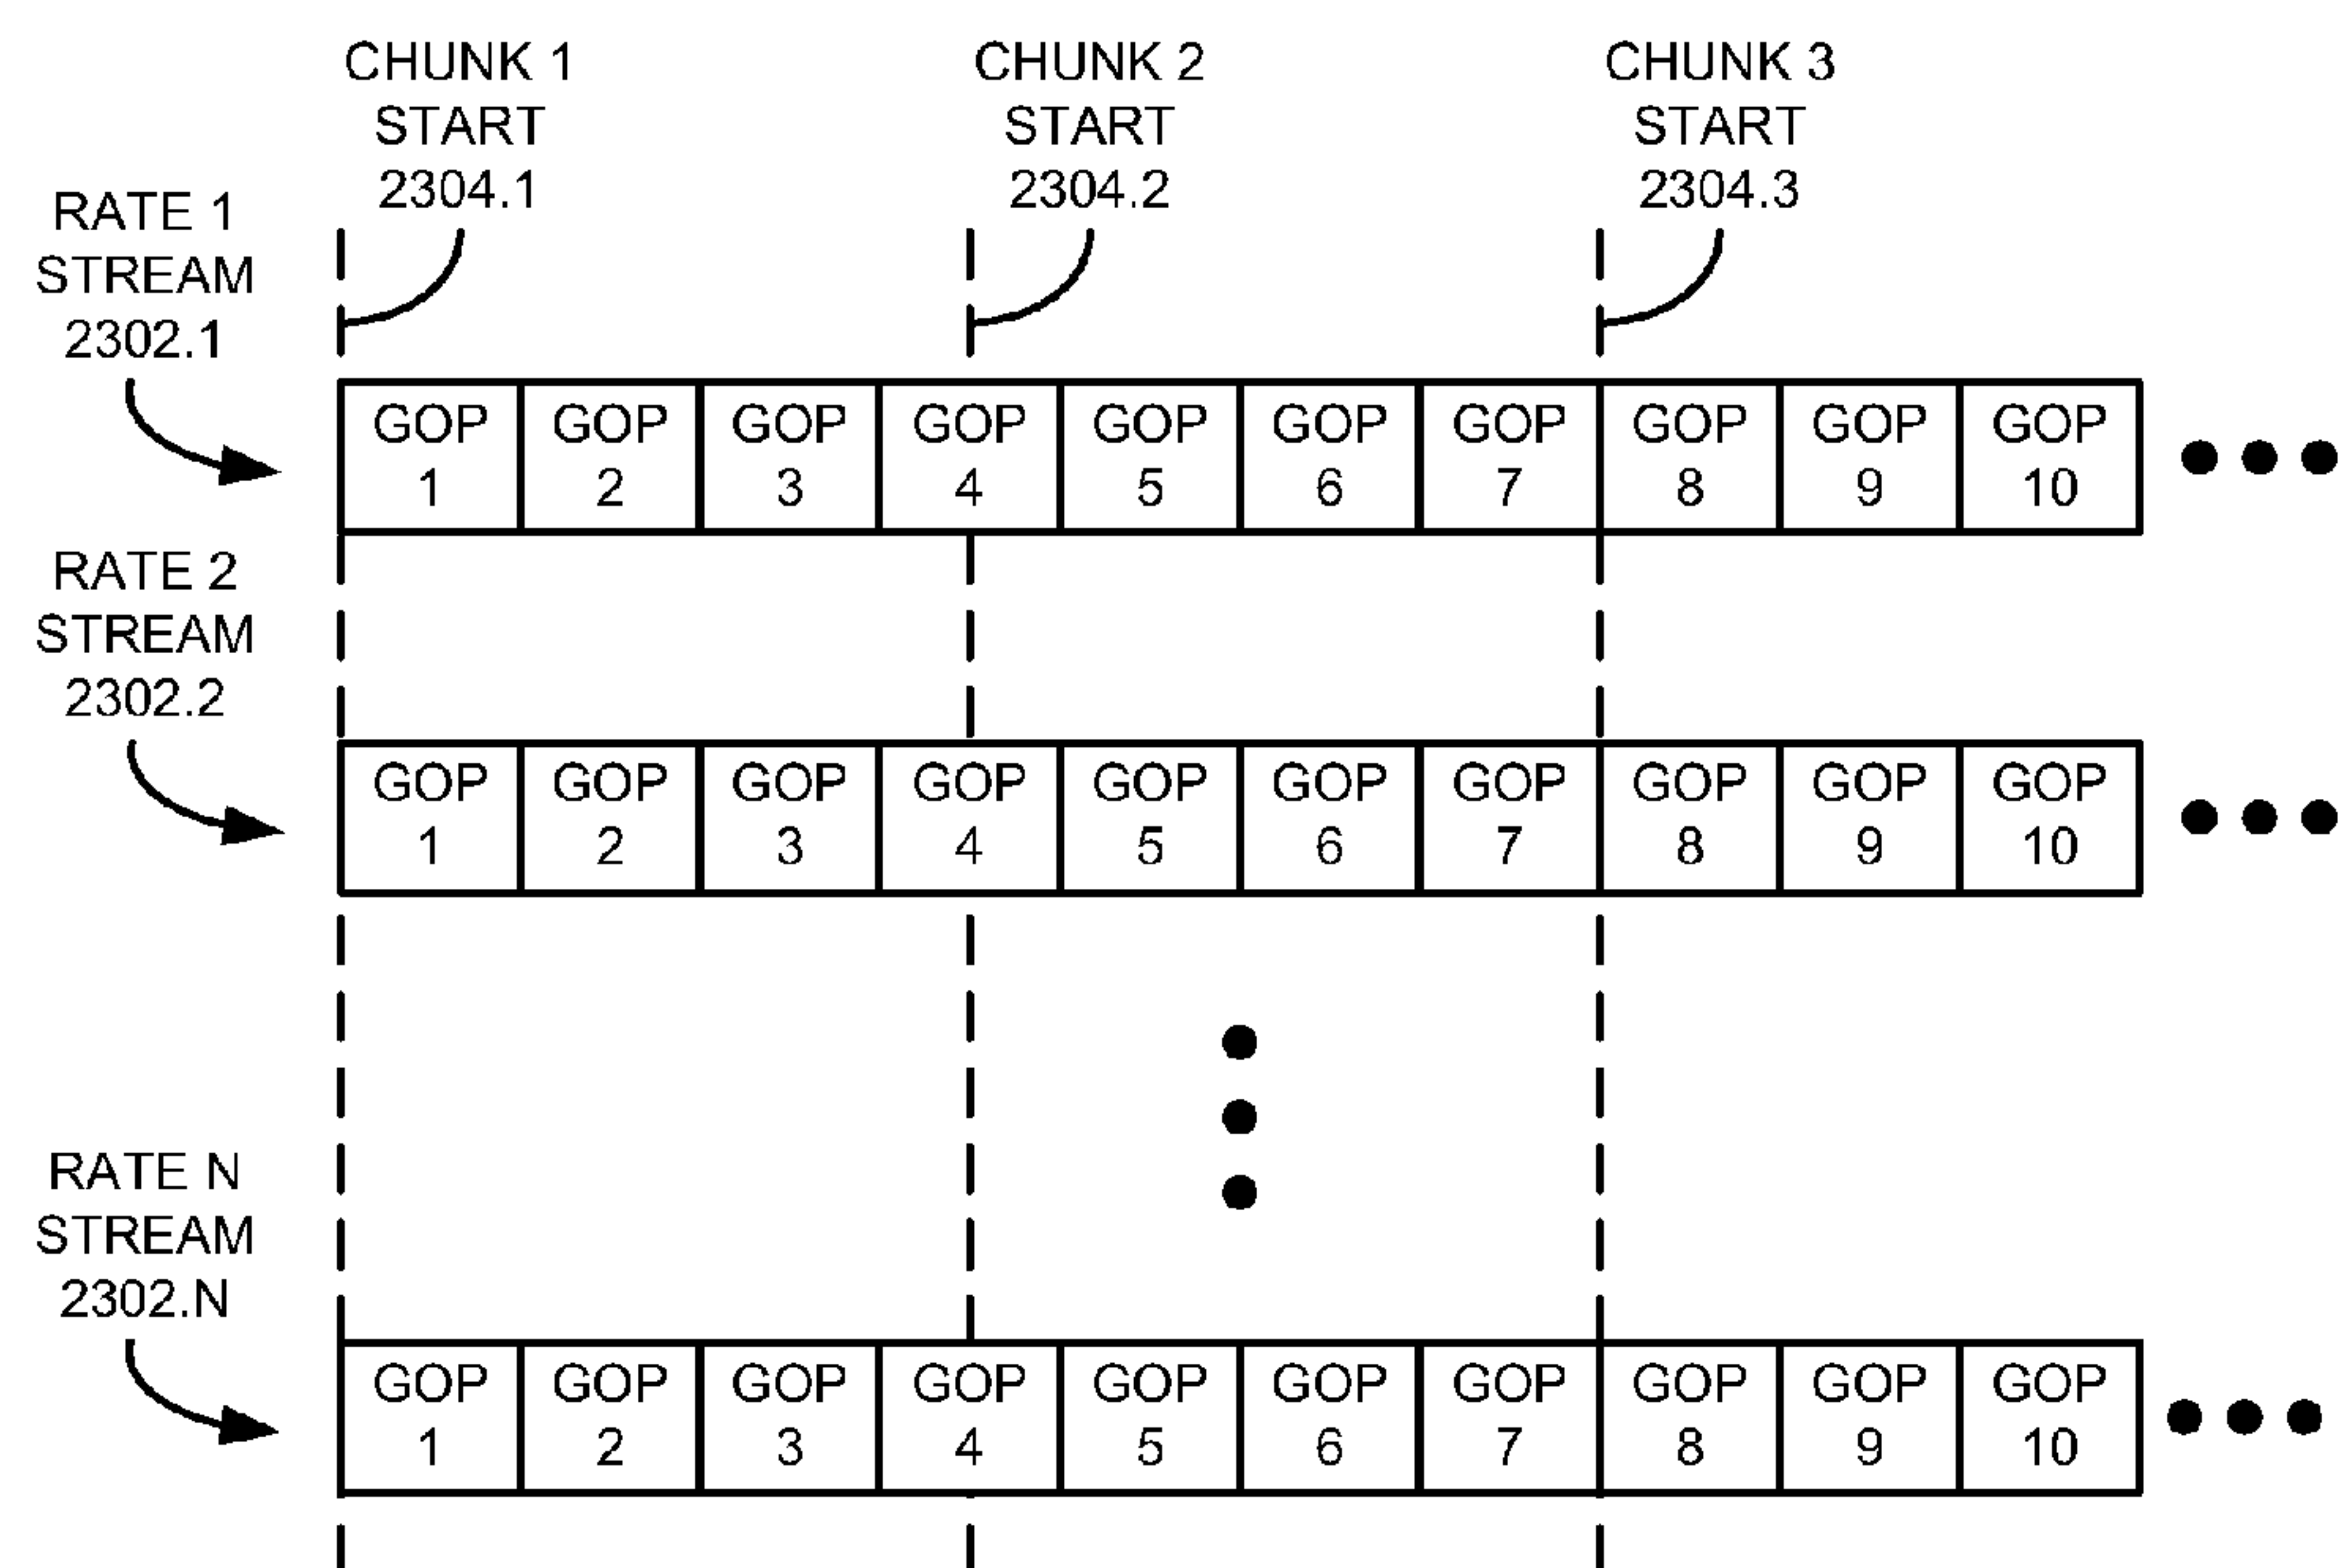 CHUNK 1
START
2304.1
CHUNK 2
START
2304.2
CHUNK 3
START
2304.3
RATE 1
STREAM
2302.1
GOP GOP GOP GOP GOP GOP GOP GOP GOP GOP
1 2 3 4 5 6 7 8 9 10
RATE 2
STREAM
2302.2
GOP GOP GOP GOP GOP GOP GOP GOP GOP GOP
1 2 3 4 5 6 7 8 9 10
RATE N
STREAM
2302.N
GOP GOP GOP GOP GOP GOP GOP GOP GOP GOP
1 2 3 4 5 6 7 8 9 10